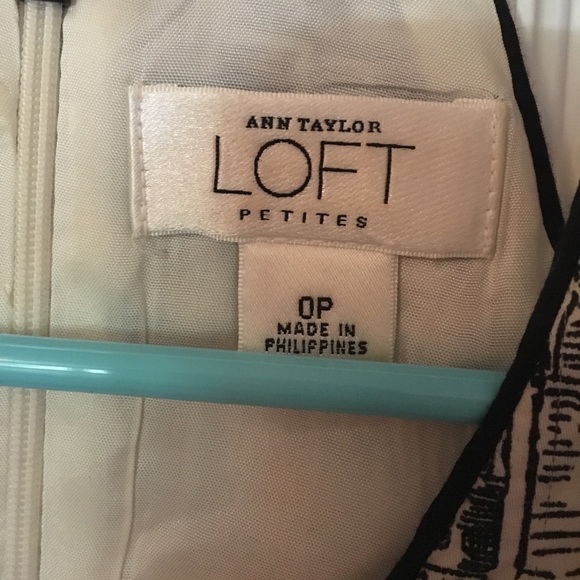 ANN TAYLOR
LOFT
PETITES
0P
MADE IN
PHILIPPINES